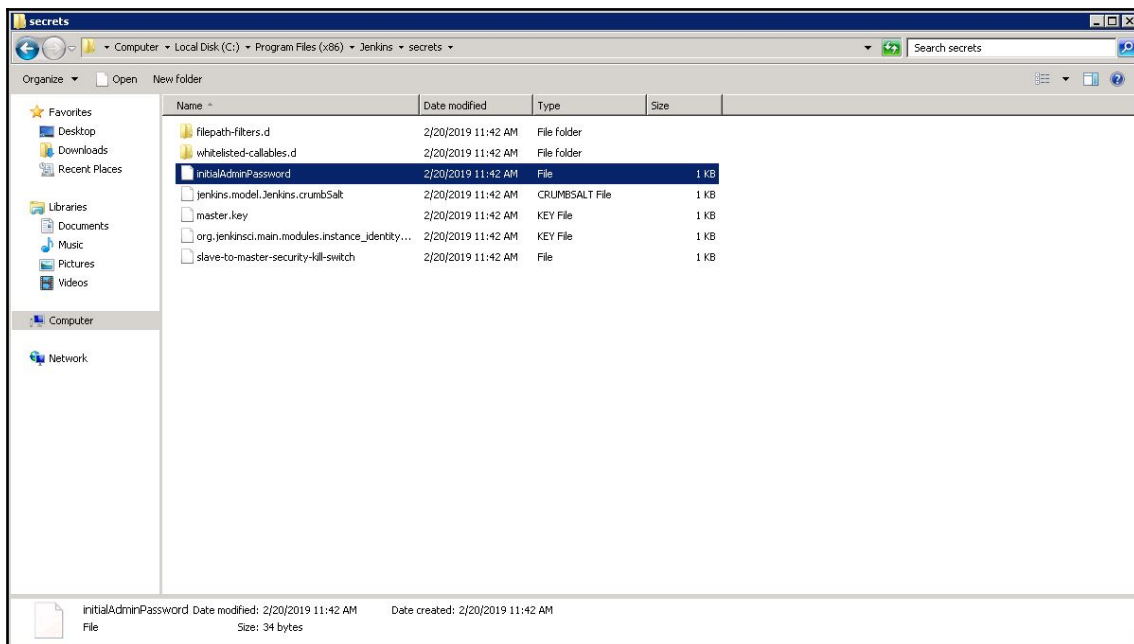 secrets
Computer Local Disk (C:) Program Files (x86) Jenkins secrets Search secrets
Organize Open New folder
Favorites
Desktop
Downloads
Recent Places
Libraries
Documents
Music
Pictures
Videos
Computer
Network
Name Date modified Type Size
filepath-filters.d 2/20/2019 11:42 AM File folder
whitelisted-callables.d 2/20/2019 11:42 AM File folder
initialAdminPassword 2/20/2019 11:42 AM File 1 KB
jenkins.model.Jenkins.crumbSalt 2/20/2019 11:42 AM CRUMBSALT File 1 KB
master.key 2/20/2019 11:42 AM KEY File 1 KB
org.jenkinsci.main.modules.instance_identity... 2/20/2019 11:42 AM KEY File 1 KB
slave-to-master-security-kill-switch 2/20/2019 11:42 AM File 1 KB
initialAdminPassword Date modified: 2/20/2019 11:42 AM Date created: 2/20/2019 11:42 AM
File Size: 34 bytes